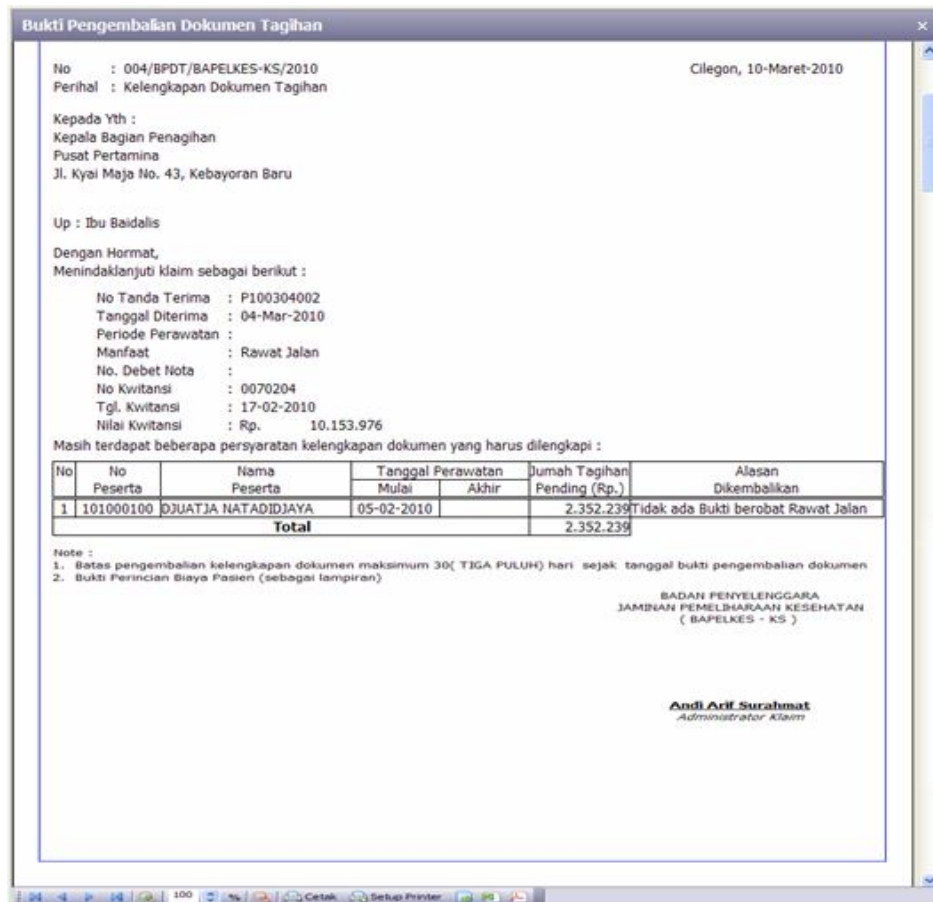 Bukti Pengembalian Dokumen Tagihan
No : 004/BPDT/BAPELKES-KS/2010 Cilegon, 10-Maret-2010
Perihal : Kelengkapan Dokumen Tagihan
Kepada Yth :
Kepala Bagian Penagihan
Pusat Pertamina
Jl. Kyai Maja No. 43, Kebayoran Baru
Up : Ibu Baidalis
Dengan Hormat,
Menindaklanjuti klaim sebagai berikut :
No Tanda Terima : P100304002
Tanggal Diterima : 04-Mar-2010
Periode Perawatan :
Manfaat : Rawat Jalan
No. Debet Nota :
No Kwitansi : 0070204
Tgl. Kwitansi : 17-02-2010
Nilai Kwitansi : Rp. 10.153.976
Masih terdapat beberapa persyaratan kelengkapan dokumen yang harus dilengkapi :
No No Nama Tanggal Perawatan Jumah Tagihan Alasan
Peserta Peserta Mulai Akhir Pending (Rp.) Dikembalikan
1 101000100 DJUATJA NATADIDJAYA 05-02-2010 2.352.239 Tidak ada Bukti berobat Rawat Jalan
Total 2.352.239
Note :
1. Batas pengembalian kelengkapan dokumen maksimum 30( TIGA PULUH) hari sejak tanggal bukti pengembalian dokumen
2. Bukti Perincian Biaya Pasien (sebagai lampiran)
BADAN PENYELENGGARA
JAMINAN PEMELIHARAAN KESEHATAN
( BAPELKES - KS )
Andi Arif Surahmat
Administrator Klaim
100 % Cetak Setup Printer